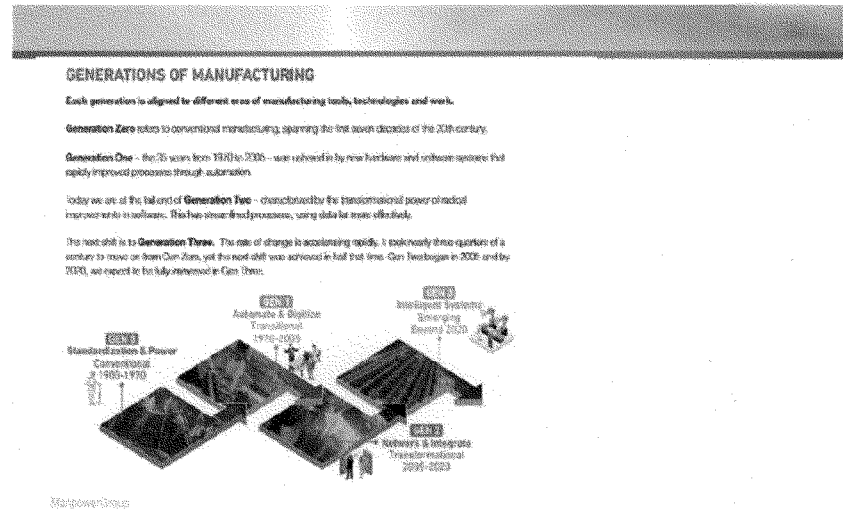 GENERATIONS OF MANUFACTURING
Each generation is aligned to different eras of manufacturing tools, technologies and work.
Generation Zero refers to conventional manufacturing, spanning the first seven decades of the 20th century.
Generation One – the 35 years from 1970 to 2005 – was ushered in by new hardware and software systems that
rapidly improved processes through automation.
Today we are at the tail end of Generation Two – characterized by the transformational power of radical
improvements in software. This has streamlined processes, using data far more effectively.
The next shift is to Generation Three. The rate of change is accelerating rapidly. It took nearly three quarters of a
century to move on from Gen Zero, yet the next shift was achieved in half that time. Gen Two began in 2005 and by
2020, we expect to be fully immersed in Gen Three.
GEN 0
Standardization & Power
Conventional
1900-1970
GEN 1
Automate & Digitize
Transitional
1970-2005
GEN 2
Network & Integrate
Transformational
2005-2020
GEN 3
Intelligent Systems
Emerging
Beyond 2020
ManpowerGroup